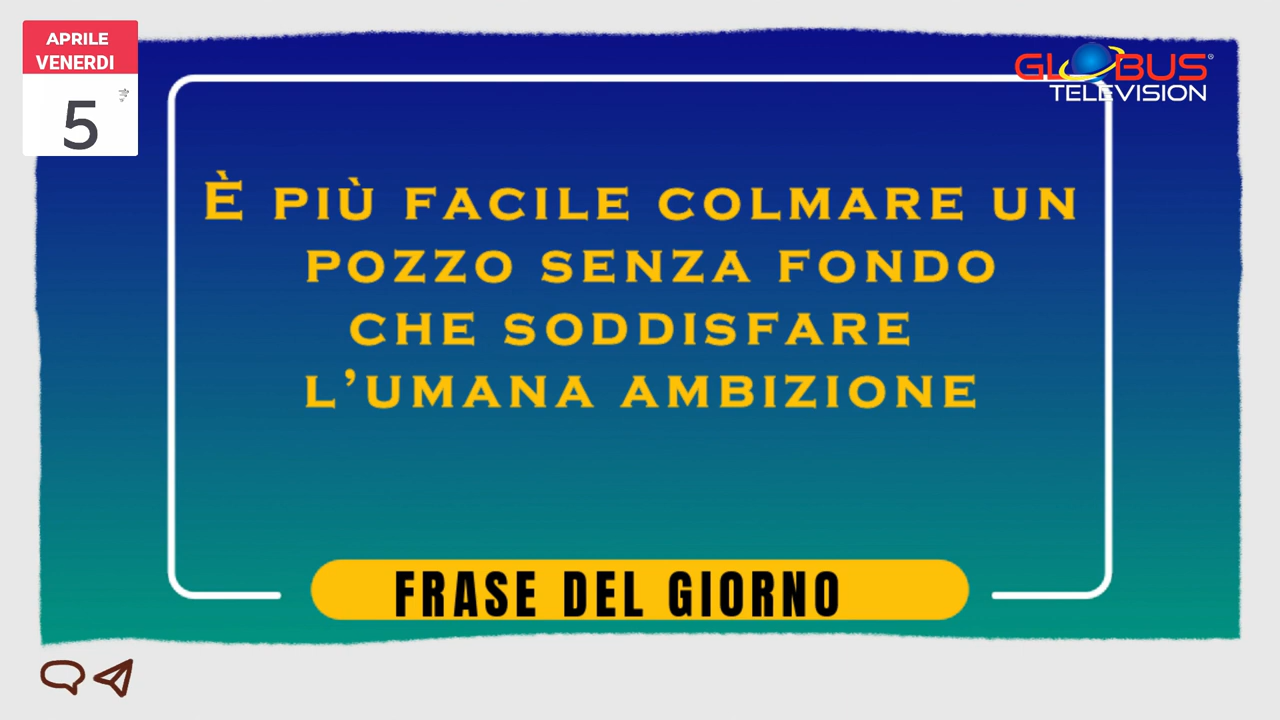 APRILE
VENERDI
5
GLOBUS®
TELEVISION
È PIÙ FACILE COLMARE UN
POZZO SENZA FONDO
CHE SODDISFARE
L’UMANA AMBIZIONE
FRASE DEL GIORNO